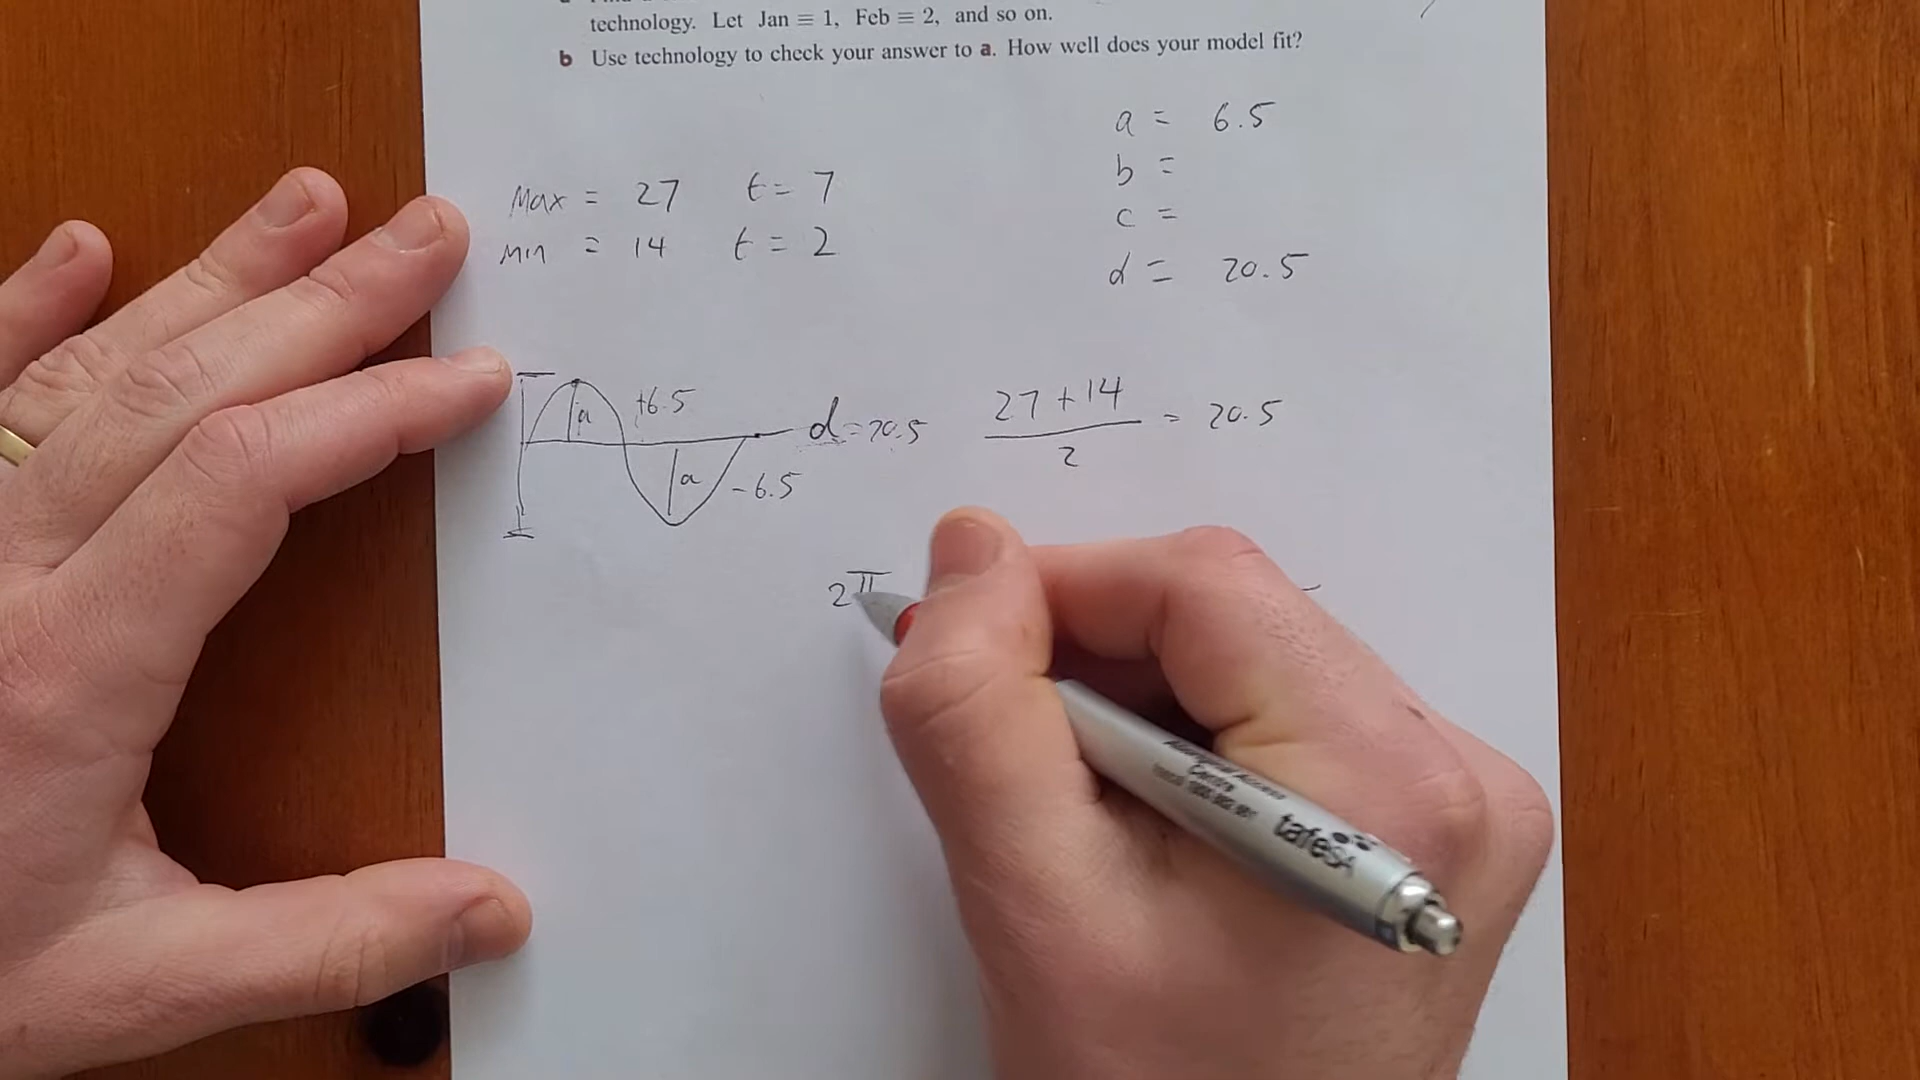 technology. Let Jan ≡ 1, Feb ≡ 2, and so on.
b Use technology to check your answer to a. How well does your model fit?
a = 6.5
b =
c =
d = 20.5
Max = 27 t = 7
Min = 14 t = 2
a +6.5
a -6.5
d = 20.5
27 + 14
2
= 20.5
2π
Centre
tafeSA